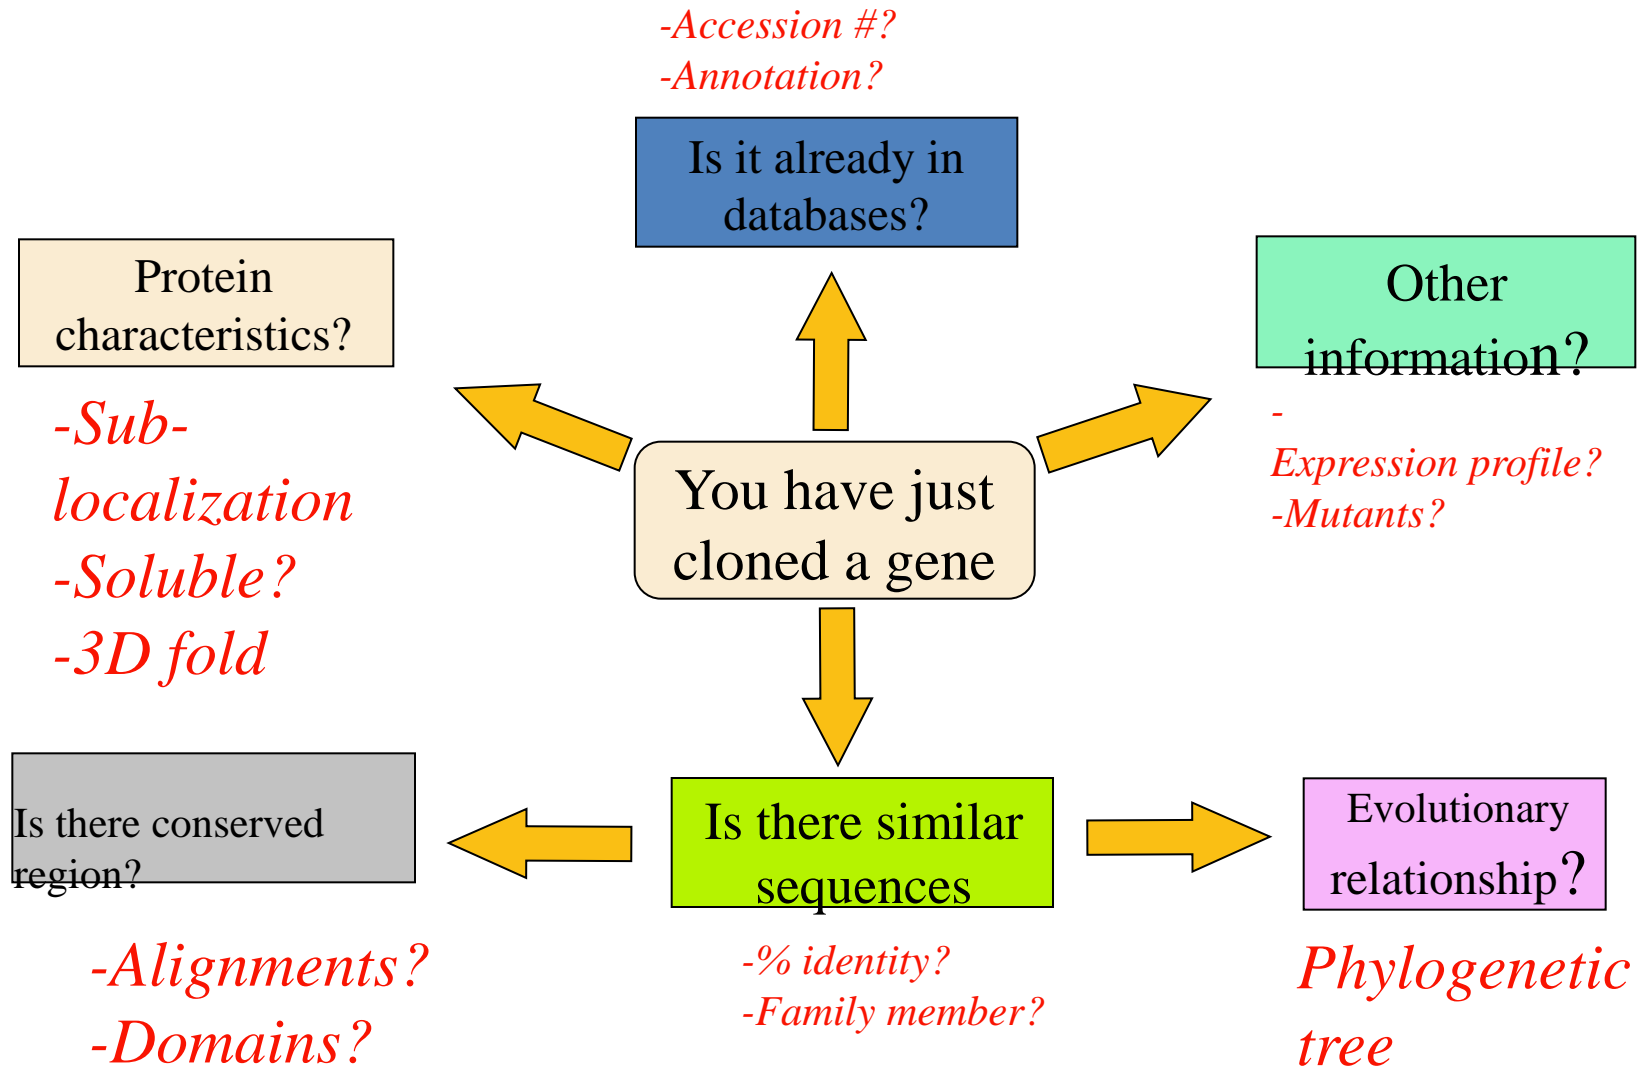 -Accession #?
-Annotation?
Is it already in
databases?
Protein
characteristics?
-Sub-
localization
-Soluble?
-3D fold
Other
information?
-
Expression profile?
-Mutants?
You have just
cloned a gene
Is there conserved
region?
-Alignments?
-Domains?
Is there similar
sequences
-% identity?
-Family member?
Evolutionary
relationship?
Phylogenetic
tree